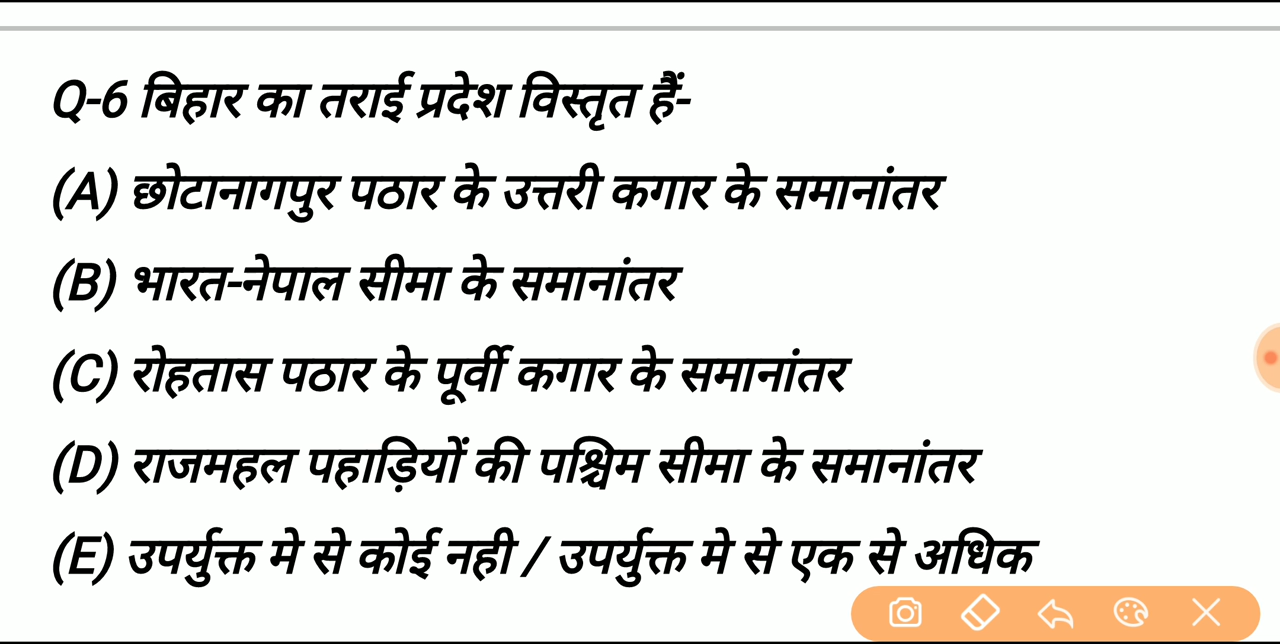 Q-6 बिहार का तराई प्रदेश विस्तृत हैं-
(A) छोटानागपुर पठार के उत्तरी कगार के समानांतर
(B) भारत-नेपाल सीमा के समानांतर
(C) रोहतास पठार के पूर्वी कगार के समानांतर
(D) राजमहल पहाड़ियों की पश्चिम सीमा के समानांतर
(E) उपर्युक्त मे से कोई नही / उपर्युक्त मे से एक से अधिक